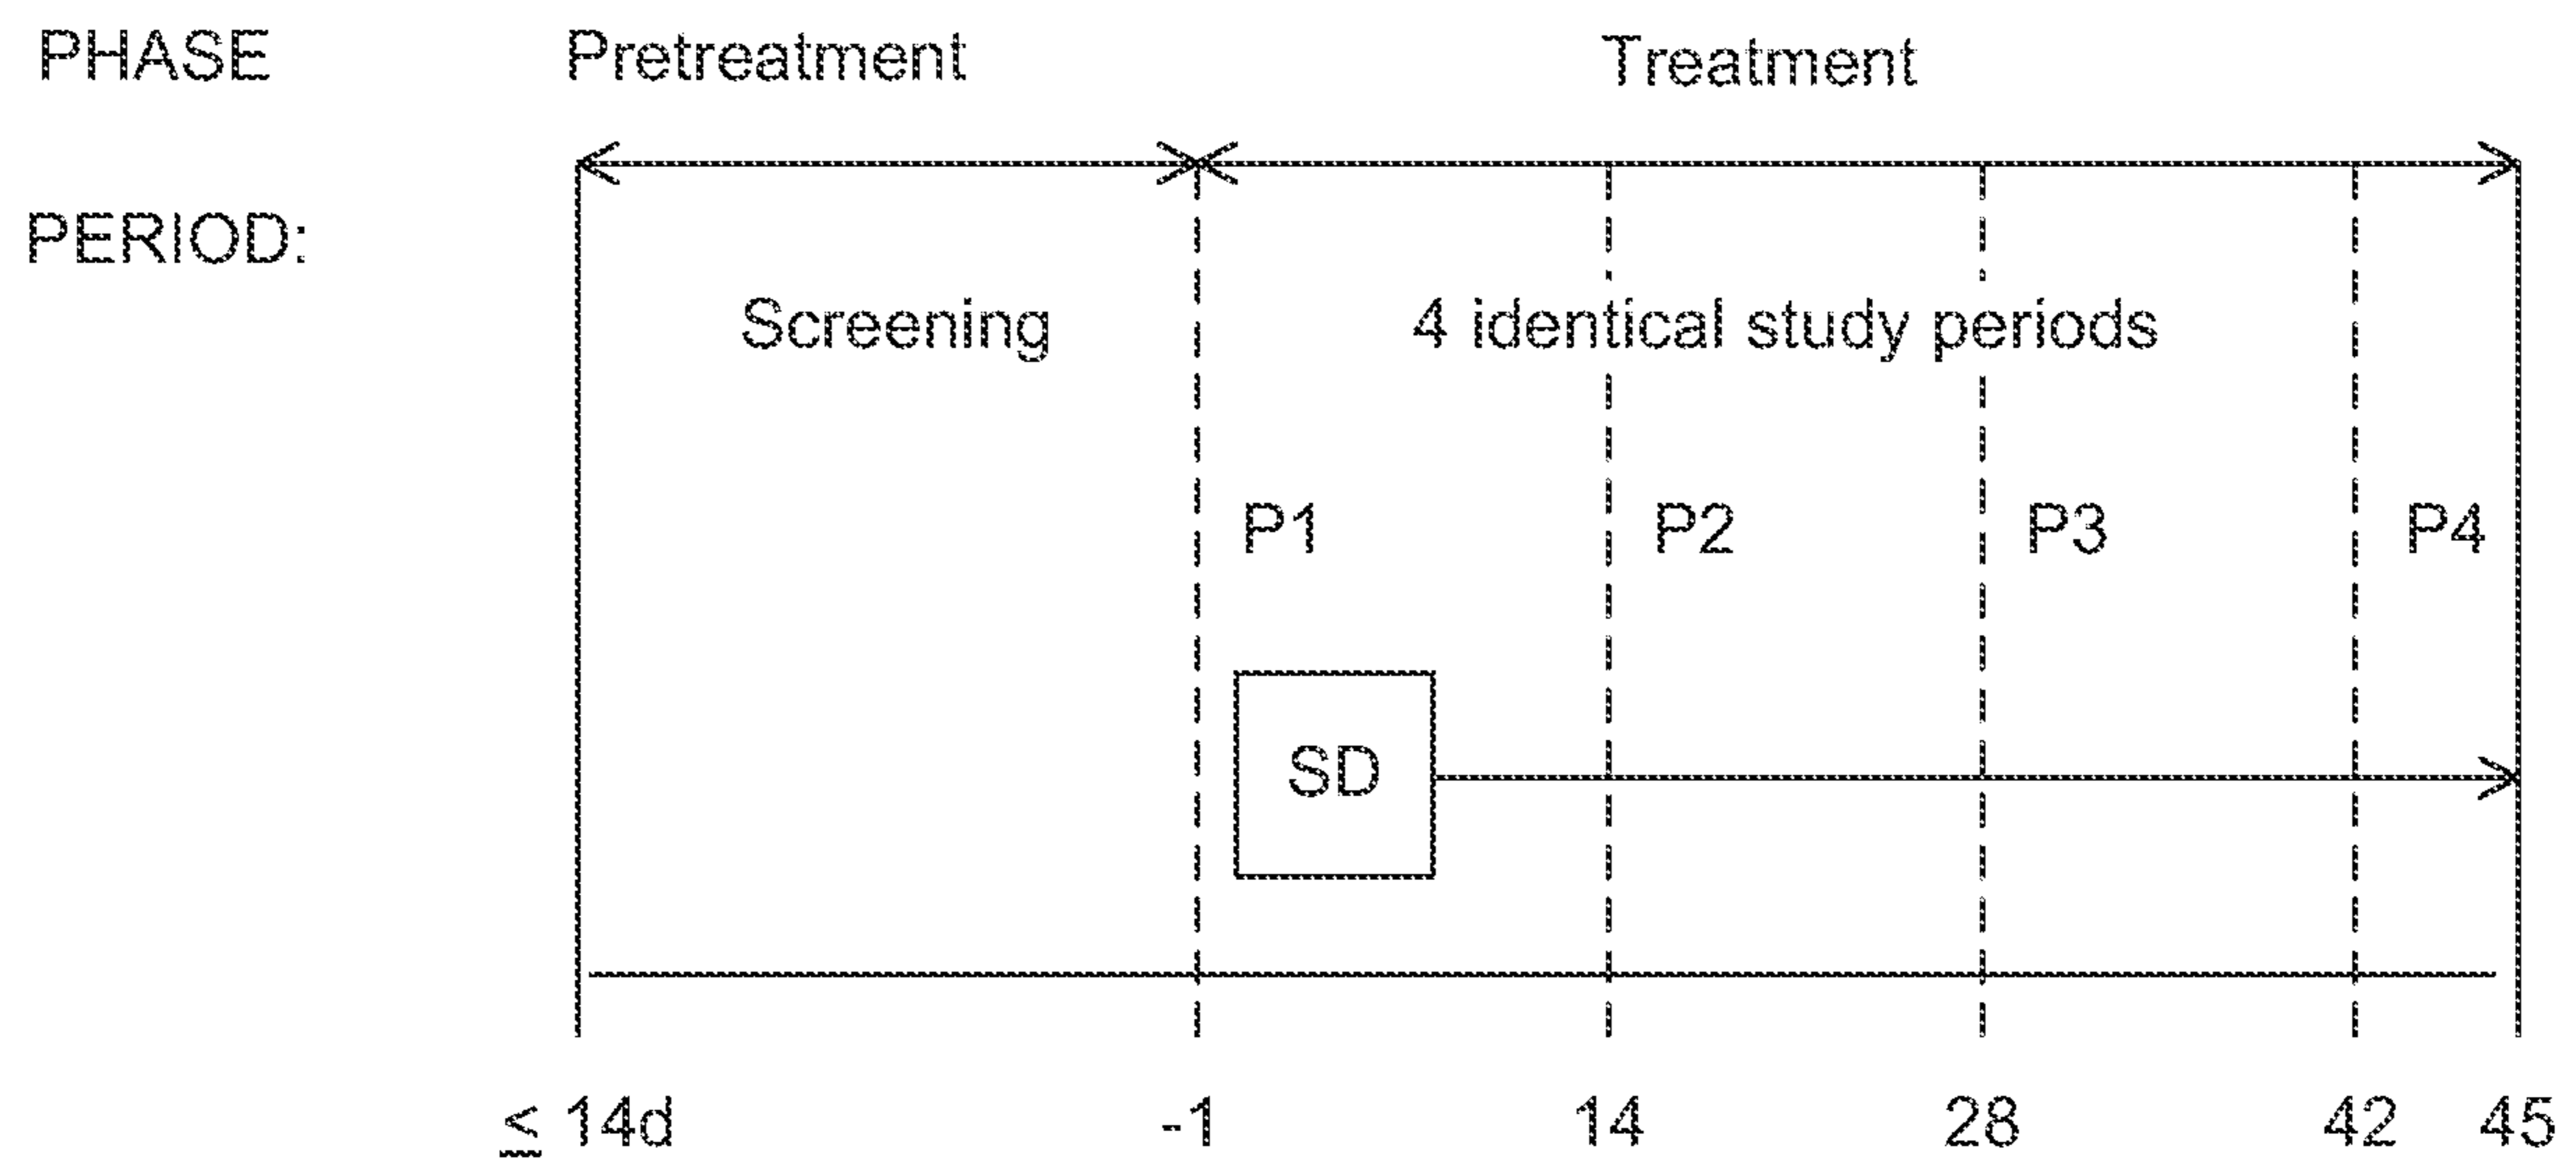 PHASE Pretreatment Treatment
PERIOD:
Screening 4 identical study periods
P1 P2 P3 P4
SD
≤ 14d -1 14 28 42 45